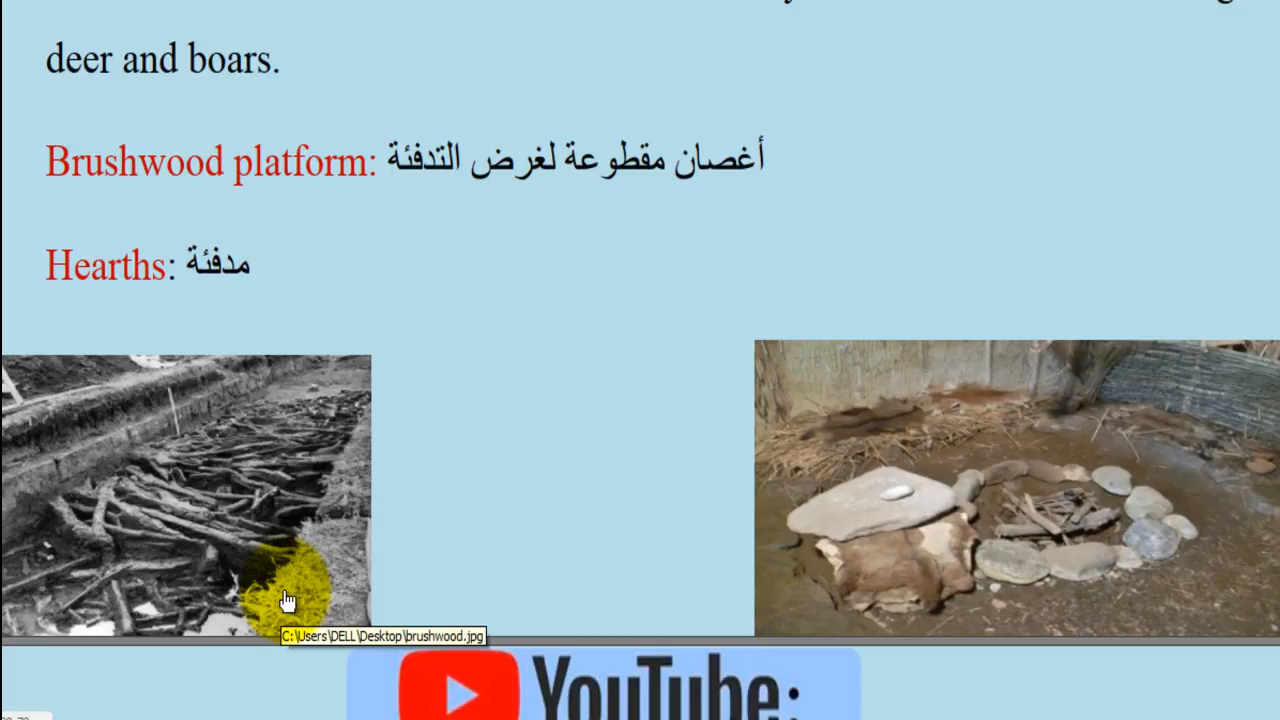 deer and boars.
Brushwood platform: أغصان مقطوعة لغرض التدفئة
Hearths: مدفئة
C:\Users\DELL\Desktop\brushwood.jpg
YouTube: